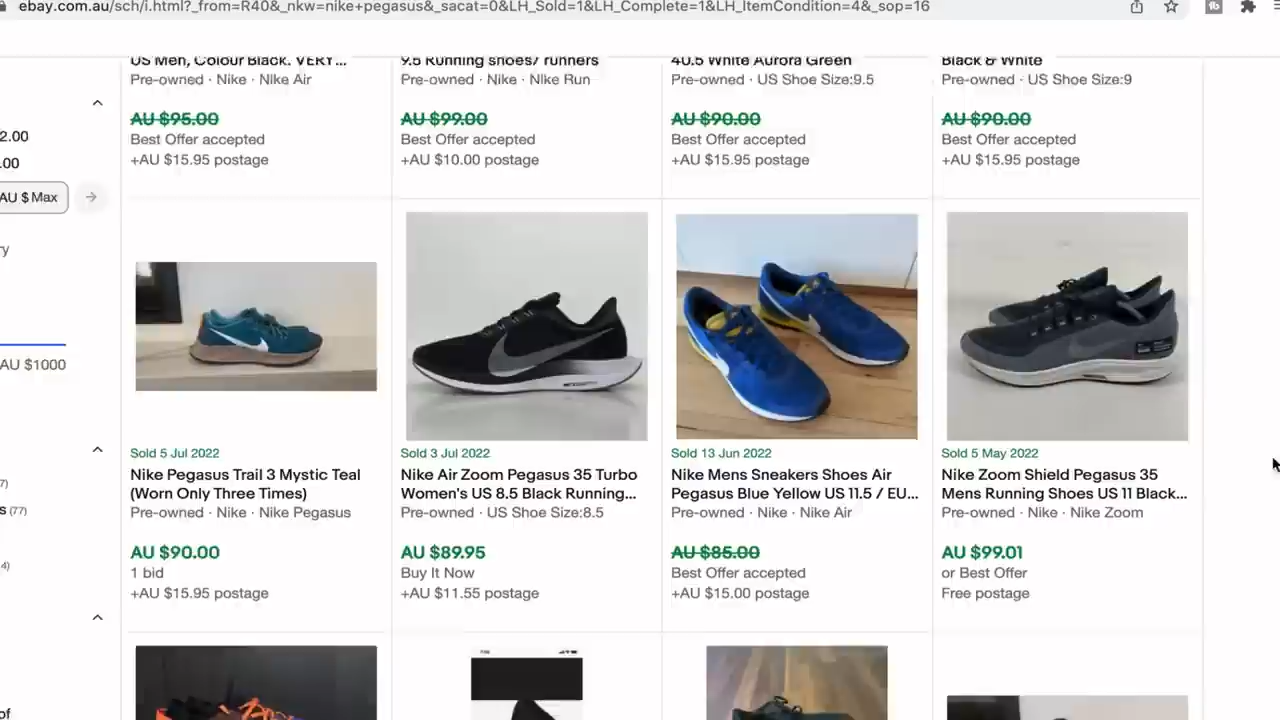 ebay.com.au/sch/i.html?_from=R40&_nkw=nike+pegasus&_sacat=0&LH_Sold=1&LH_Complete=1&LH_ItemCondition=4&_sop=16
US Men, Colour Black. VERY...
Pre-owned · Nike · Nike Air
AU $95.00
Best Offer accepted
+AU $15.95 postage
9.5 Running shoes/ runners
Pre-owned · Nike · Nike Run
AU $99.00
Best Offer accepted
+AU $10.00 postage
40.5 White Aurora Green
Pre-owned · US Shoe Size:9.5
AU $90.00
Best Offer accepted
+AU $15.95 postage
Black & White
Pre-owned · US Shoe Size:9
AU $90.00
Best Offer accepted
+AU $15.95 postage
2.00
.00
AU $ Max
ry
AU $1000
7)
s (77)
4)
of
Sold 5 Jul 2022
Nike Pegasus Trail 3 Mystic Teal
(Worn Only Three Times)
Pre-owned · Nike · Nike Pegasus
AU $90.00
1 bid
+AU $15.95 postage
Sold 3 Jul 2022
Nike Air Zoom Pegasus 35 Turbo
Women's US 8.5 Black Running...
Pre-owned · US Shoe Size:8.5
AU $89.95
Buy It Now
+AU $11.55 postage
Sold 13 Jun 2022
Nike Mens Sneakers Shoes Air
Pegasus Blue Yellow US 11.5 / EU...
Pre-owned · Nike · Nike Air
AU $85.00
Best Offer accepted
+AU $15.00 postage
Sold 5 May 2022
Nike Zoom Shield Pegasus 35
Mens Running Shoes US 11 Black...
Pre-owned · Nike · Nike Zoom
AU $99.01
or Best Offer
Free postage